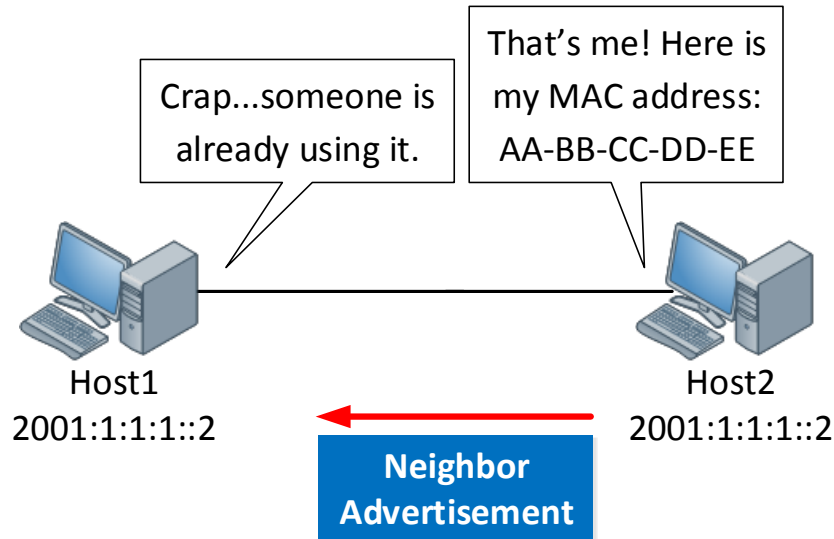 Crap...someone is
already using it.
That's me! Here is
my MAC address:
AA-BB-CC-DD-EE
Host1
2001:1:1:1::2
Host2
2001:1:1:1::2
Neighbor
Advertisement